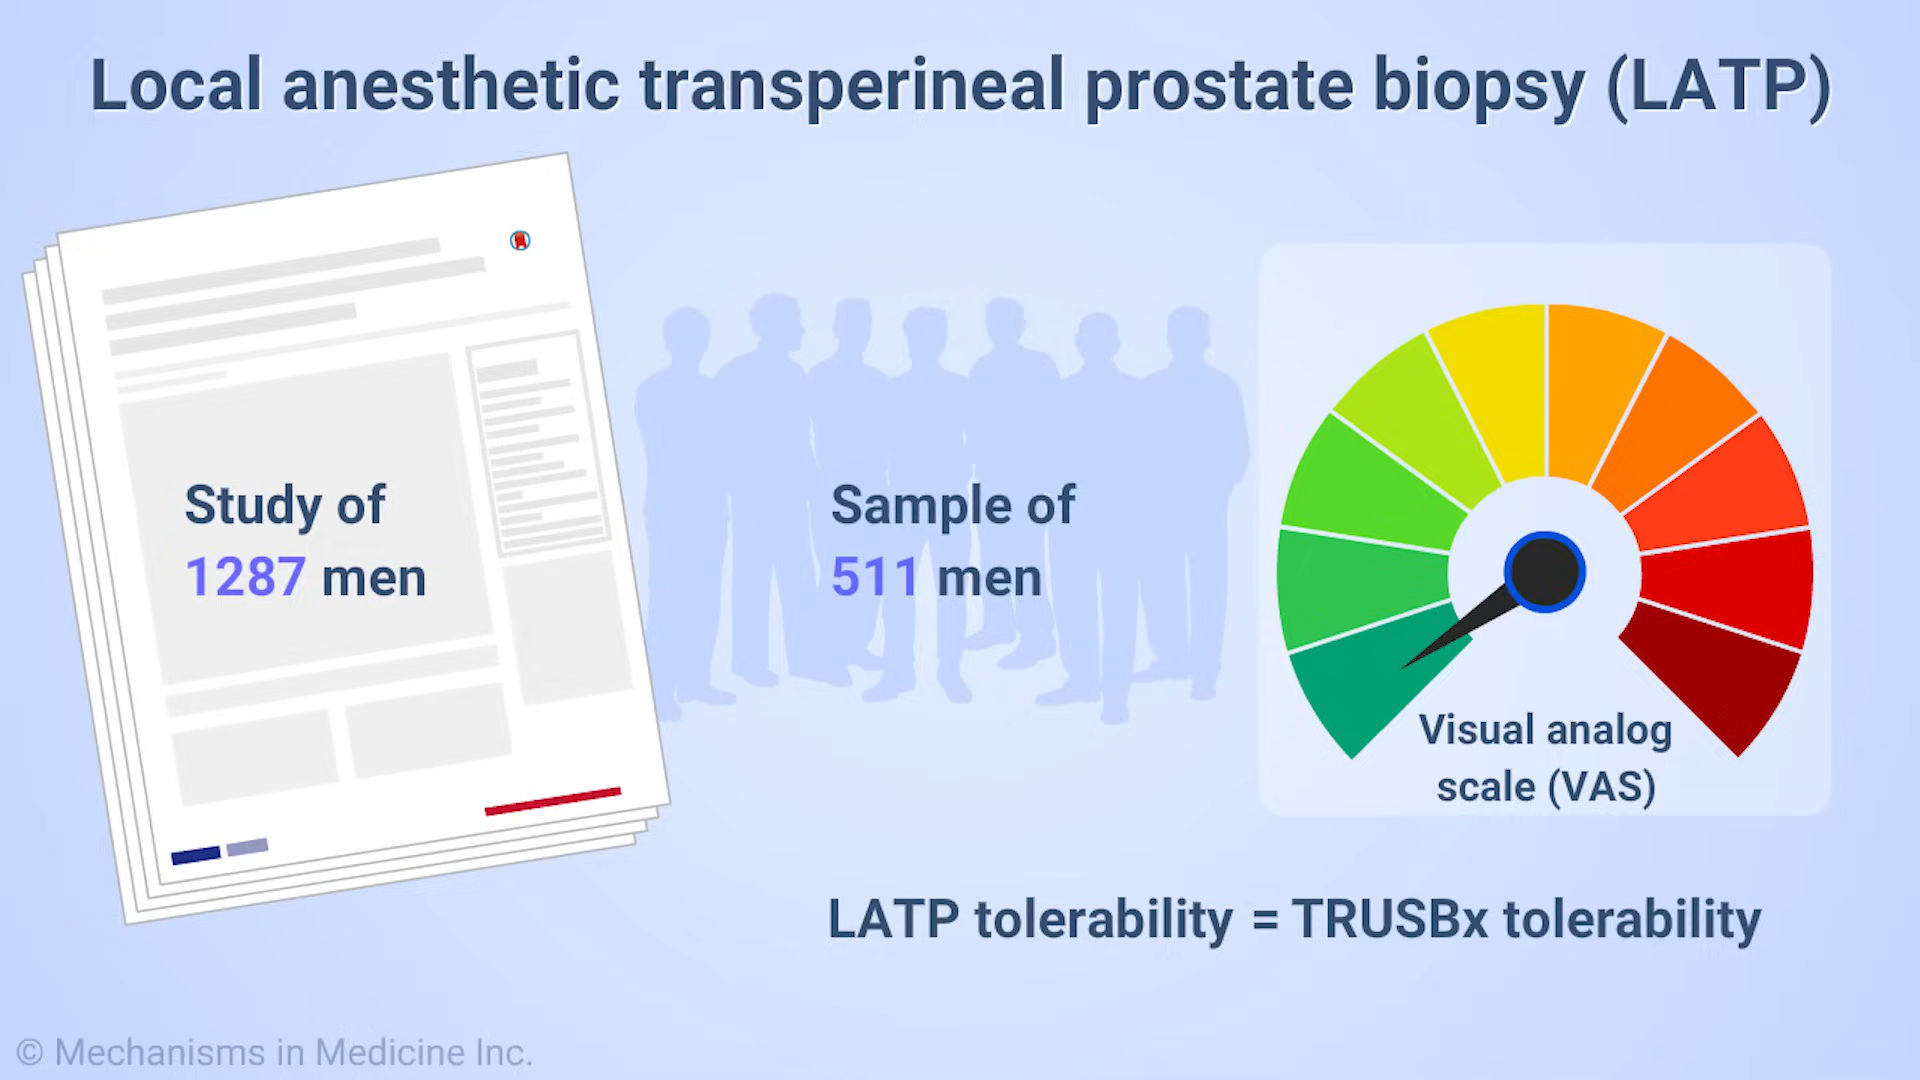 Local anesthetic transperineal prostate biopsy (LATP)
Study of
1287 men
Sample of
511 men
Visual analog
scale (VAS)
LATP tolerability = TRUSBx tolerability
© Mechanisms in Medicine Inc.